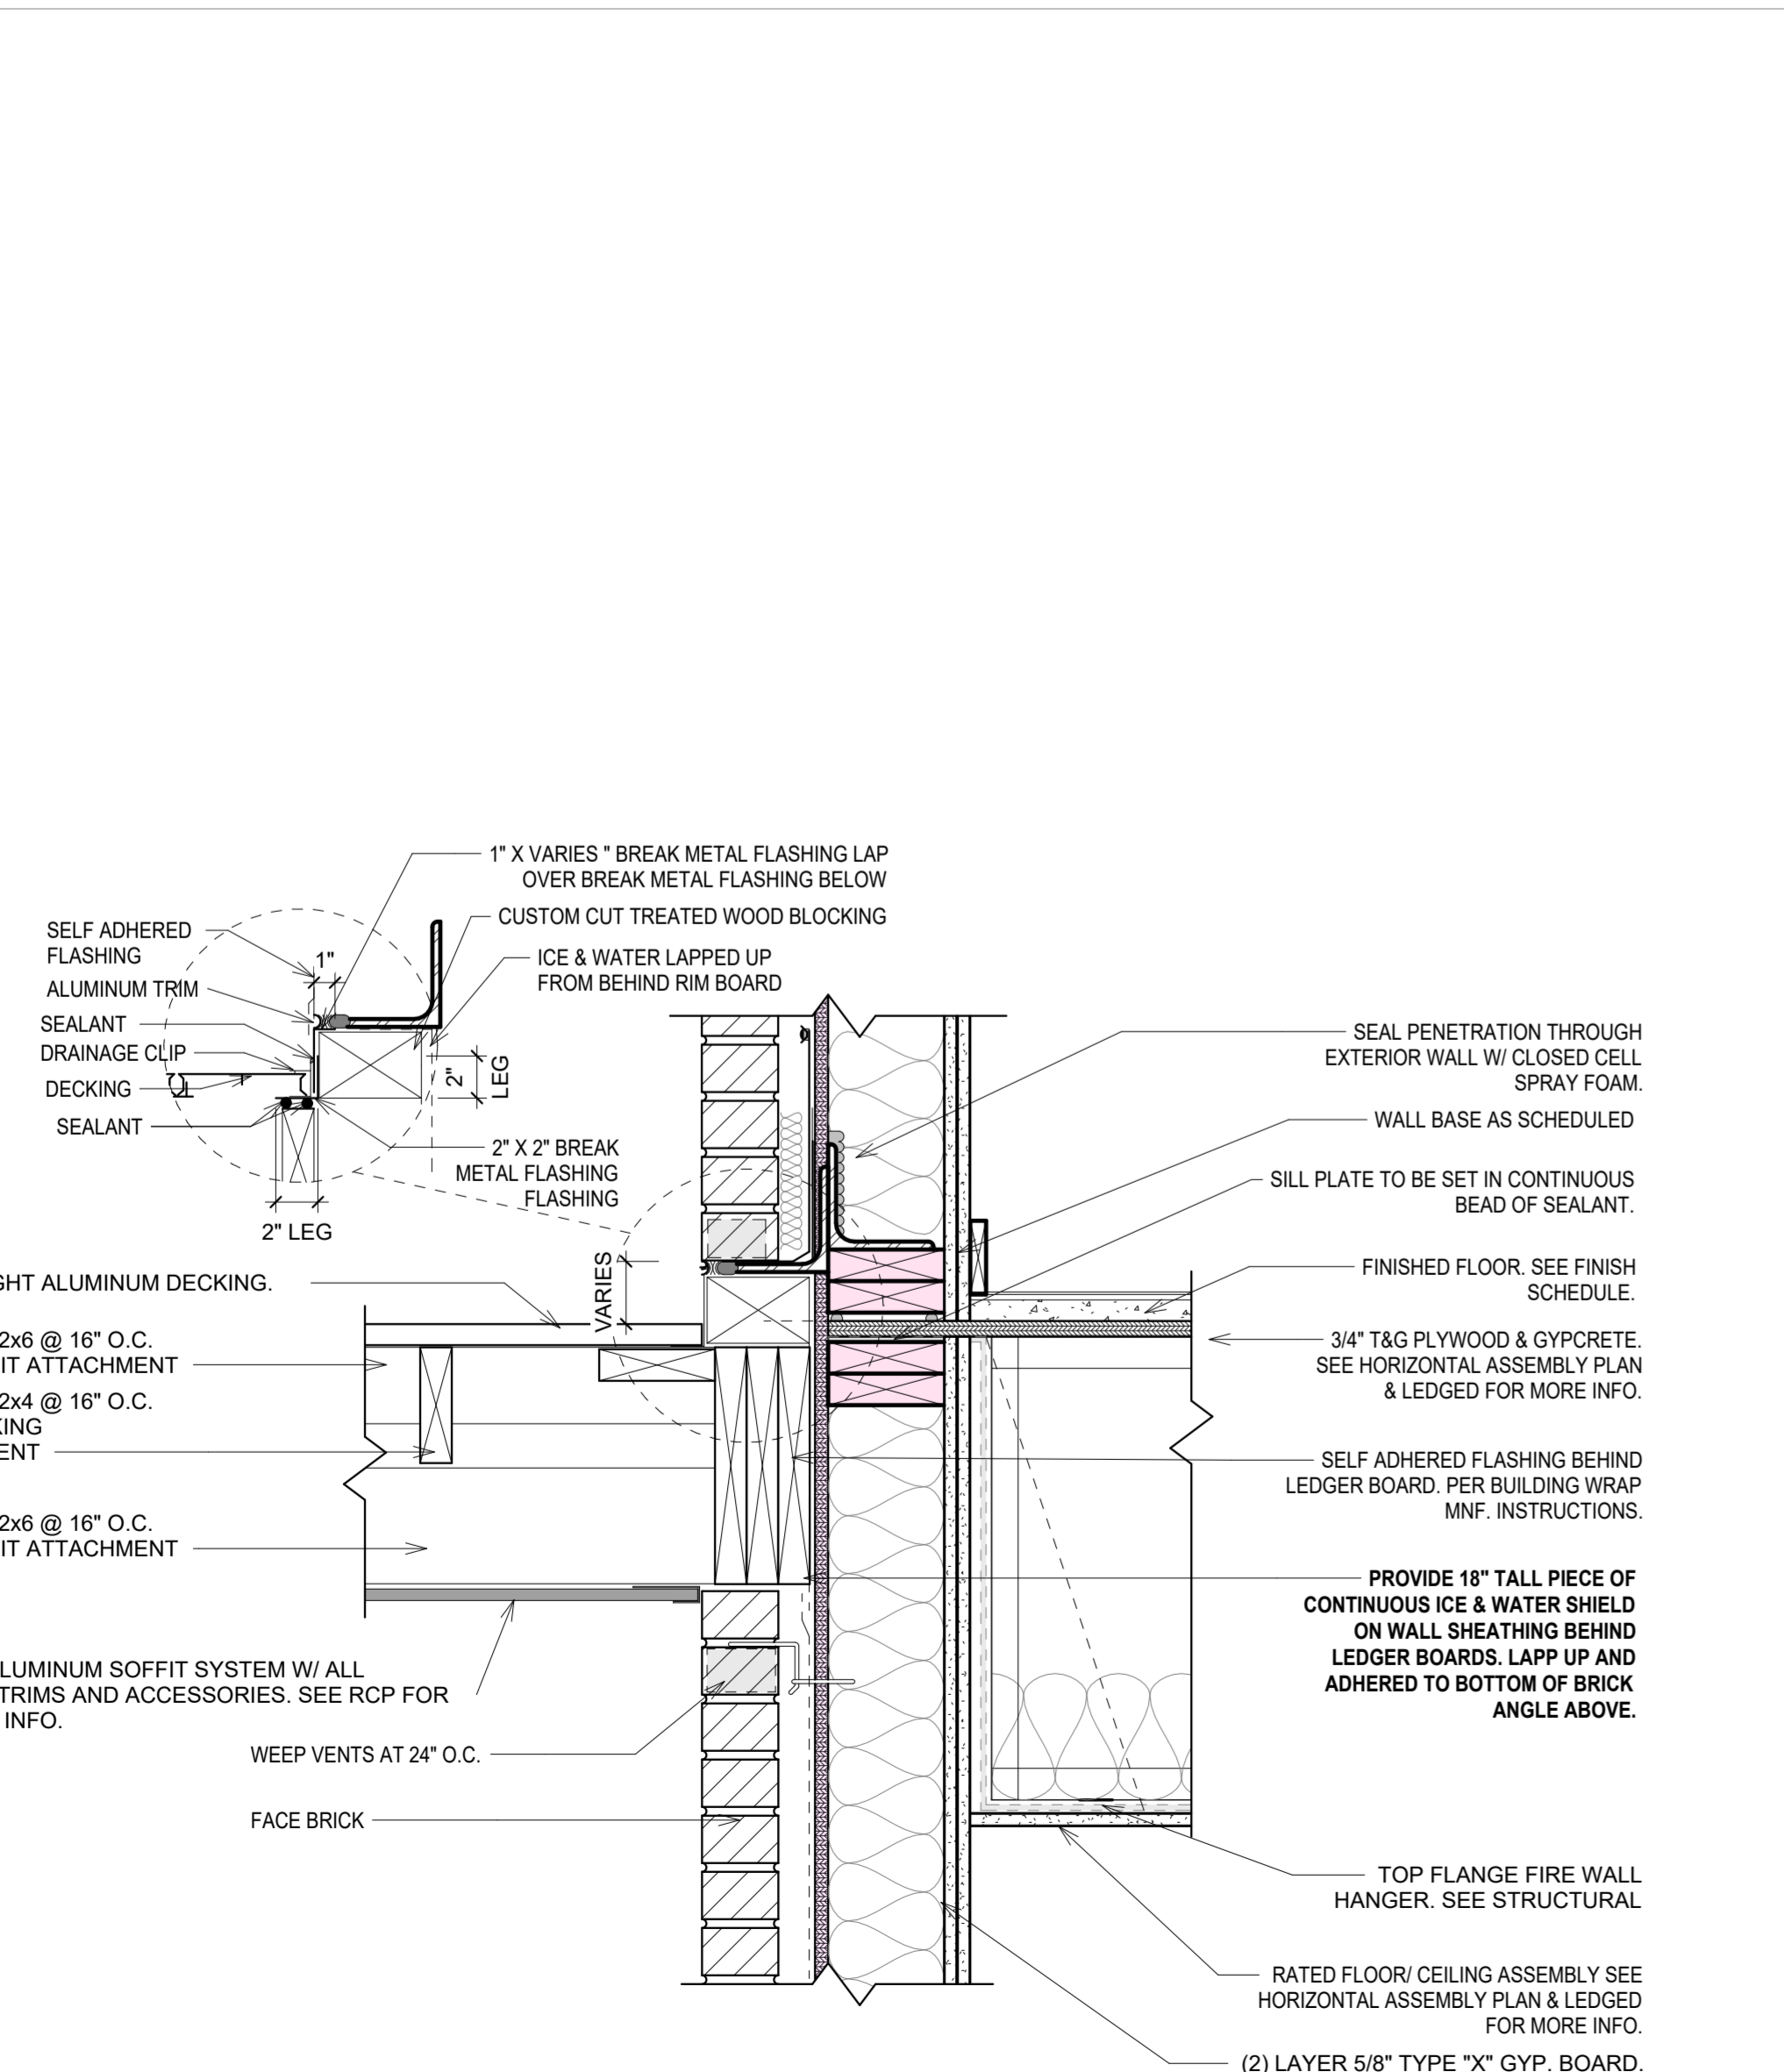 1" X VARIES " BREAK METAL FLASHING LAP
OVER BREAK METAL FLASHING BELOW
CUSTOM CUT TREATED WOOD BLOCKING
ICE & WATER LAPPED UP
FROM BEHIND RIM BOARD
SELF ADHERED
FLASHING
ALUMINUM TRIM
SEALANT
DRAINAGE CLIP
DECKING
SEALANT
1"
2"
LEG
2" LEG
2" X 2" BREAK
METAL FLASHING
FLASHING
VARIES
GHT ALUMINUM DECKING.
2x6 @ 16" O.C.
IT ATTACHMENT
2x4 @ 16" O.C.
KING
ENT
2x6 @ 16" O.C.
IT ATTACHMENT
LUMINUM SOFFIT SYSTEM W/ ALL
TRIMS AND ACCESSORIES. SEE RCP FOR
INFO.
WEEP VENTS AT 24" O.C.
FACE BRICK
SEAL PENETRATION THROUGH
EXTERIOR WALL W/ CLOSED CELL
SPRAY FOAM.
WALL BASE AS SCHEDULED
SILL PLATE TO BE SET IN CONTINUOUS
BEAD OF SEALANT.
FINISHED FLOOR. SEE FINISH
SCHEDULE.
3/4" T&G PLYWOOD & GYPCRETE.
SEE HORIZONTAL ASSEMBLY PLAN
& LEDGED FOR MORE INFO.
SELF ADHERED FLASHING BEHIND
LEDGER BOARD. PER BUILDING WRAP
MNF. INSTRUCTIONS.
PROVIDE 18" TALL PIECE OF
CONTINUOUS ICE & WATER SHIELD
ON WALL SHEATHING BEHIND
LEDGER BOARDS. LAPP UP AND
ADHERED TO BOTTOM OF BRICK
ANGLE ABOVE.
TOP FLANGE FIRE WALL
HANGER. SEE STRUCTURAL
RATED FLOOR/ CEILING ASSEMBLY SEE
HORIZONTAL ASSEMBLY PLAN & LEDGED
FOR MORE INFO.
(2) LAYER 5/8" TYPE "X" GYP. BOARD.